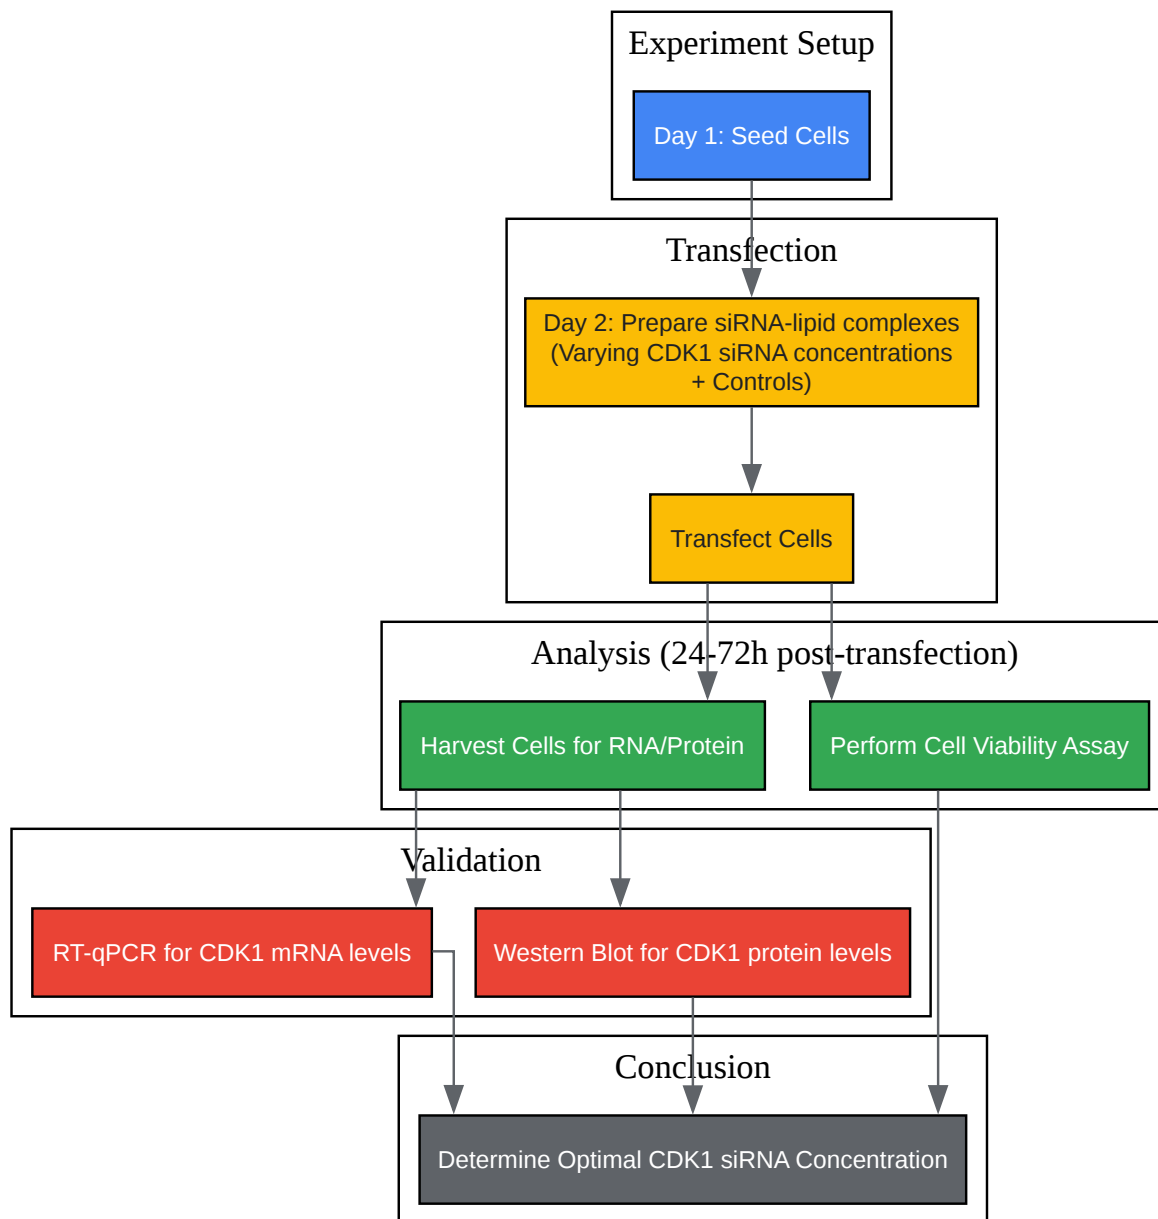 Experiment Setup
Day 1: Seed Cells
Transfection
Day 2: Prepare siRNA-lipid complexes
(Varying CDK1 siRNA concentrations
+ Controls)
Transfect Cells
Analysis (24-72h post-transfection)
Harvest Cells for RNA/Protein
Perform Cell Viability Assay
Validation
RT-qPCR for CDK1 mRNA levels
Western Blot for CDK1 protein levels
Conclusion
Determine Optimal CDK1 siRNA Concentration